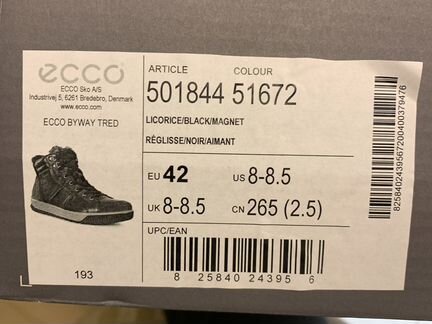 ecco
ECCO Sko A/S
Industrivej 5, 6261 Bredebro, Denmark
www.ecco.com
ECCO BYWAY TRED
193
ARTICLE COLOUR
501844 51672
LICORICE/BLACK/MAGNET
RÉGLISSE/NOIR/AIMANT
EU 42 US 8-8.5
UK 8-8.5 CN 265 (2.5)
UPC/EAN
8 25840 24395 6
8258402439567200400379476